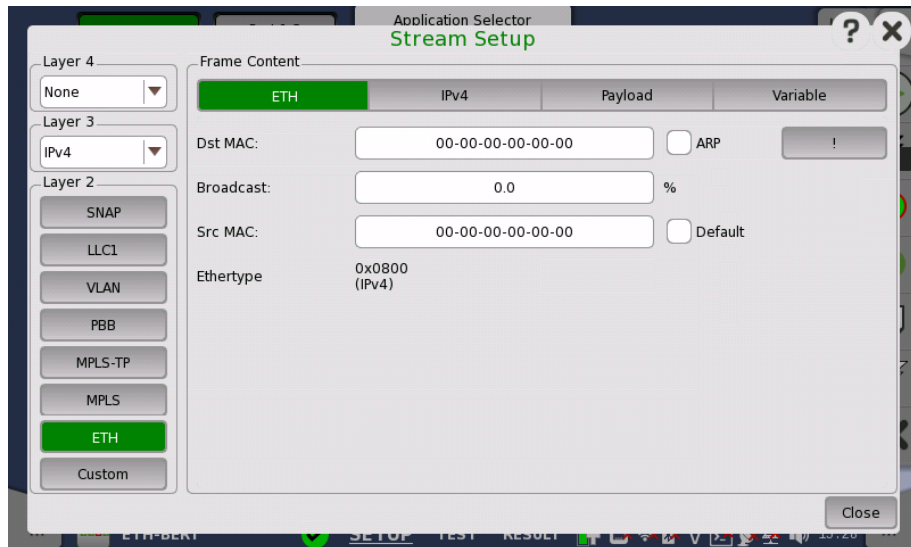 Application Selector
Stream Setup
?
Layer 4
None
Layer 3
IPv4
Layer 2
SNAP
LLC1
VLAN
PBB
MPLS-TP
MPLS
ETH
Custom
Frame Content
ETH IPv4 Payload Variable
Dst MAC: 00-00-00-00-00-00 ARP !
Broadcast: 0.0 %
Src MAC: 00-00-00-00-00-00 Default
Ethertype 0x0800
(IPv4)
Close
ETH-BERT SETUP TEST RESULT